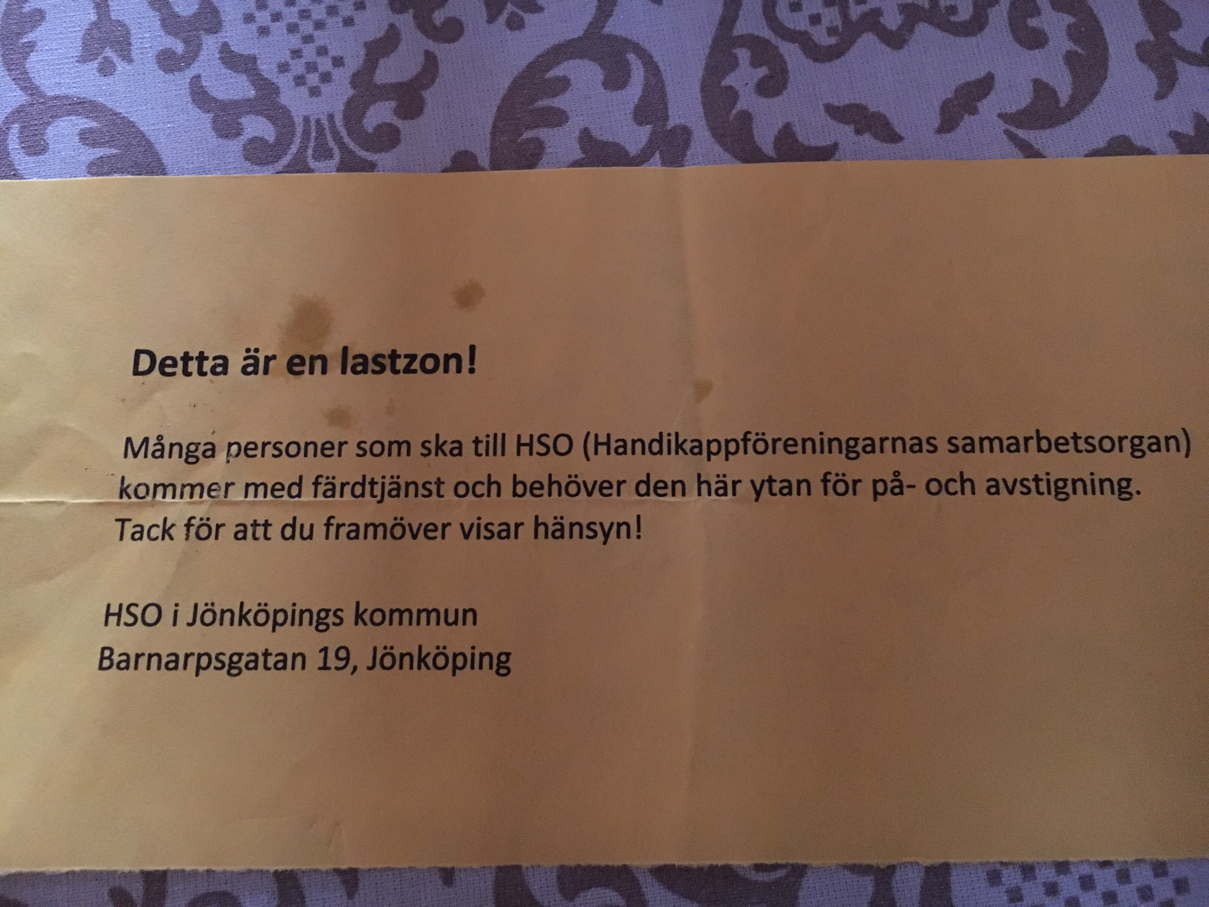 Detta är en lastzon!
Många personer som ska till HSO (Handikappföreningarnas samarbetsorgan)
kommer med färdtjänst och behöver den här ytan för på- och avstigning.
Tack för att du framöver visar hänsyn!
HSO i Jönköpings kommun
Barnarpsgatan 19, Jönköping